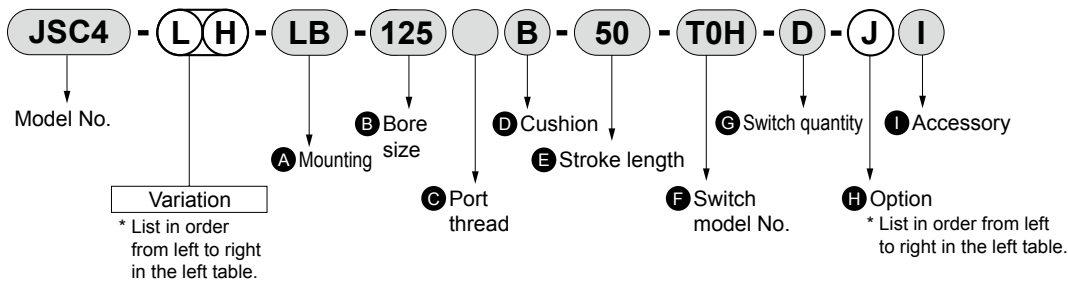 JSC4 - L H - LB - 125 B - 50 - T0H - D - J I
Model No.
Variation
* List in order
from left to right
in the left table.
A Mounting
B Bore
size
C Port
thread
D Cushion
E Stroke length
F Switch
model No.
G Switch quantity
H Option
* List in order from left
to right in the left table.
I Accessory